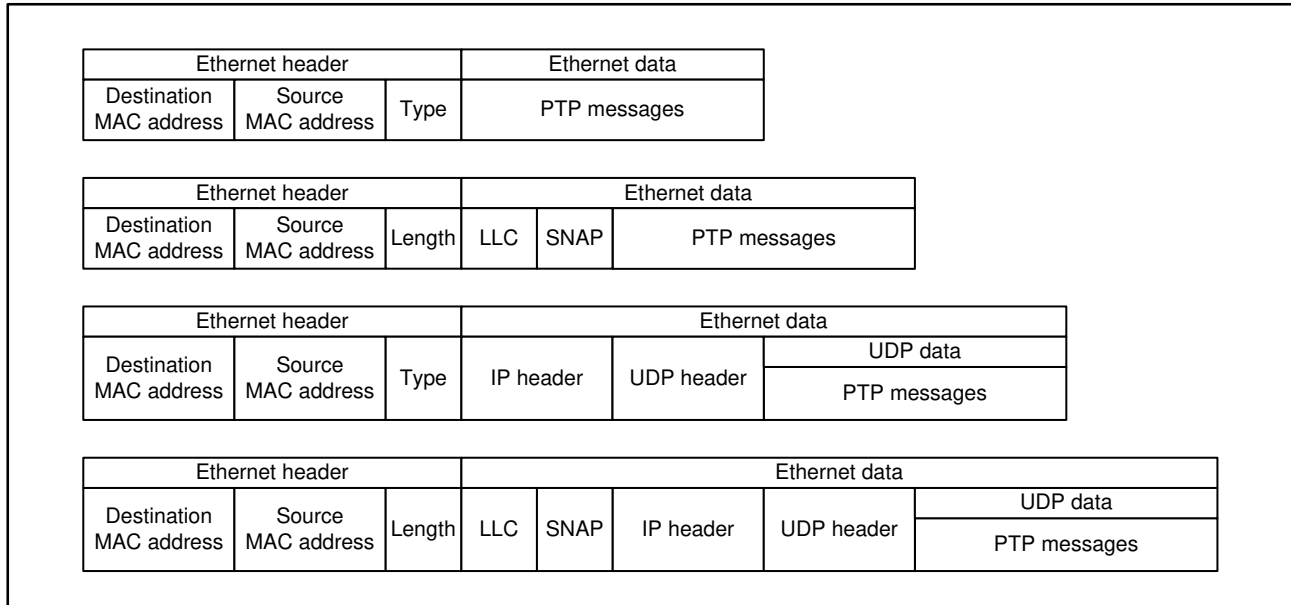 Ethernet header Ethernet data
Destination MAC address Source MAC address Type PTP messages
Ethernet header Ethernet data
Destination MAC address Source MAC address Length LLC SNAP PTP messages
Ethernet header Ethernet data
Destination MAC address Source MAC address Type IP header UDP header UDP data
PTP messages
Ethernet header Ethernet data
Destination MAC address Source MAC address Length LLC SNAP IP header UDP header UDP data
PTP messages